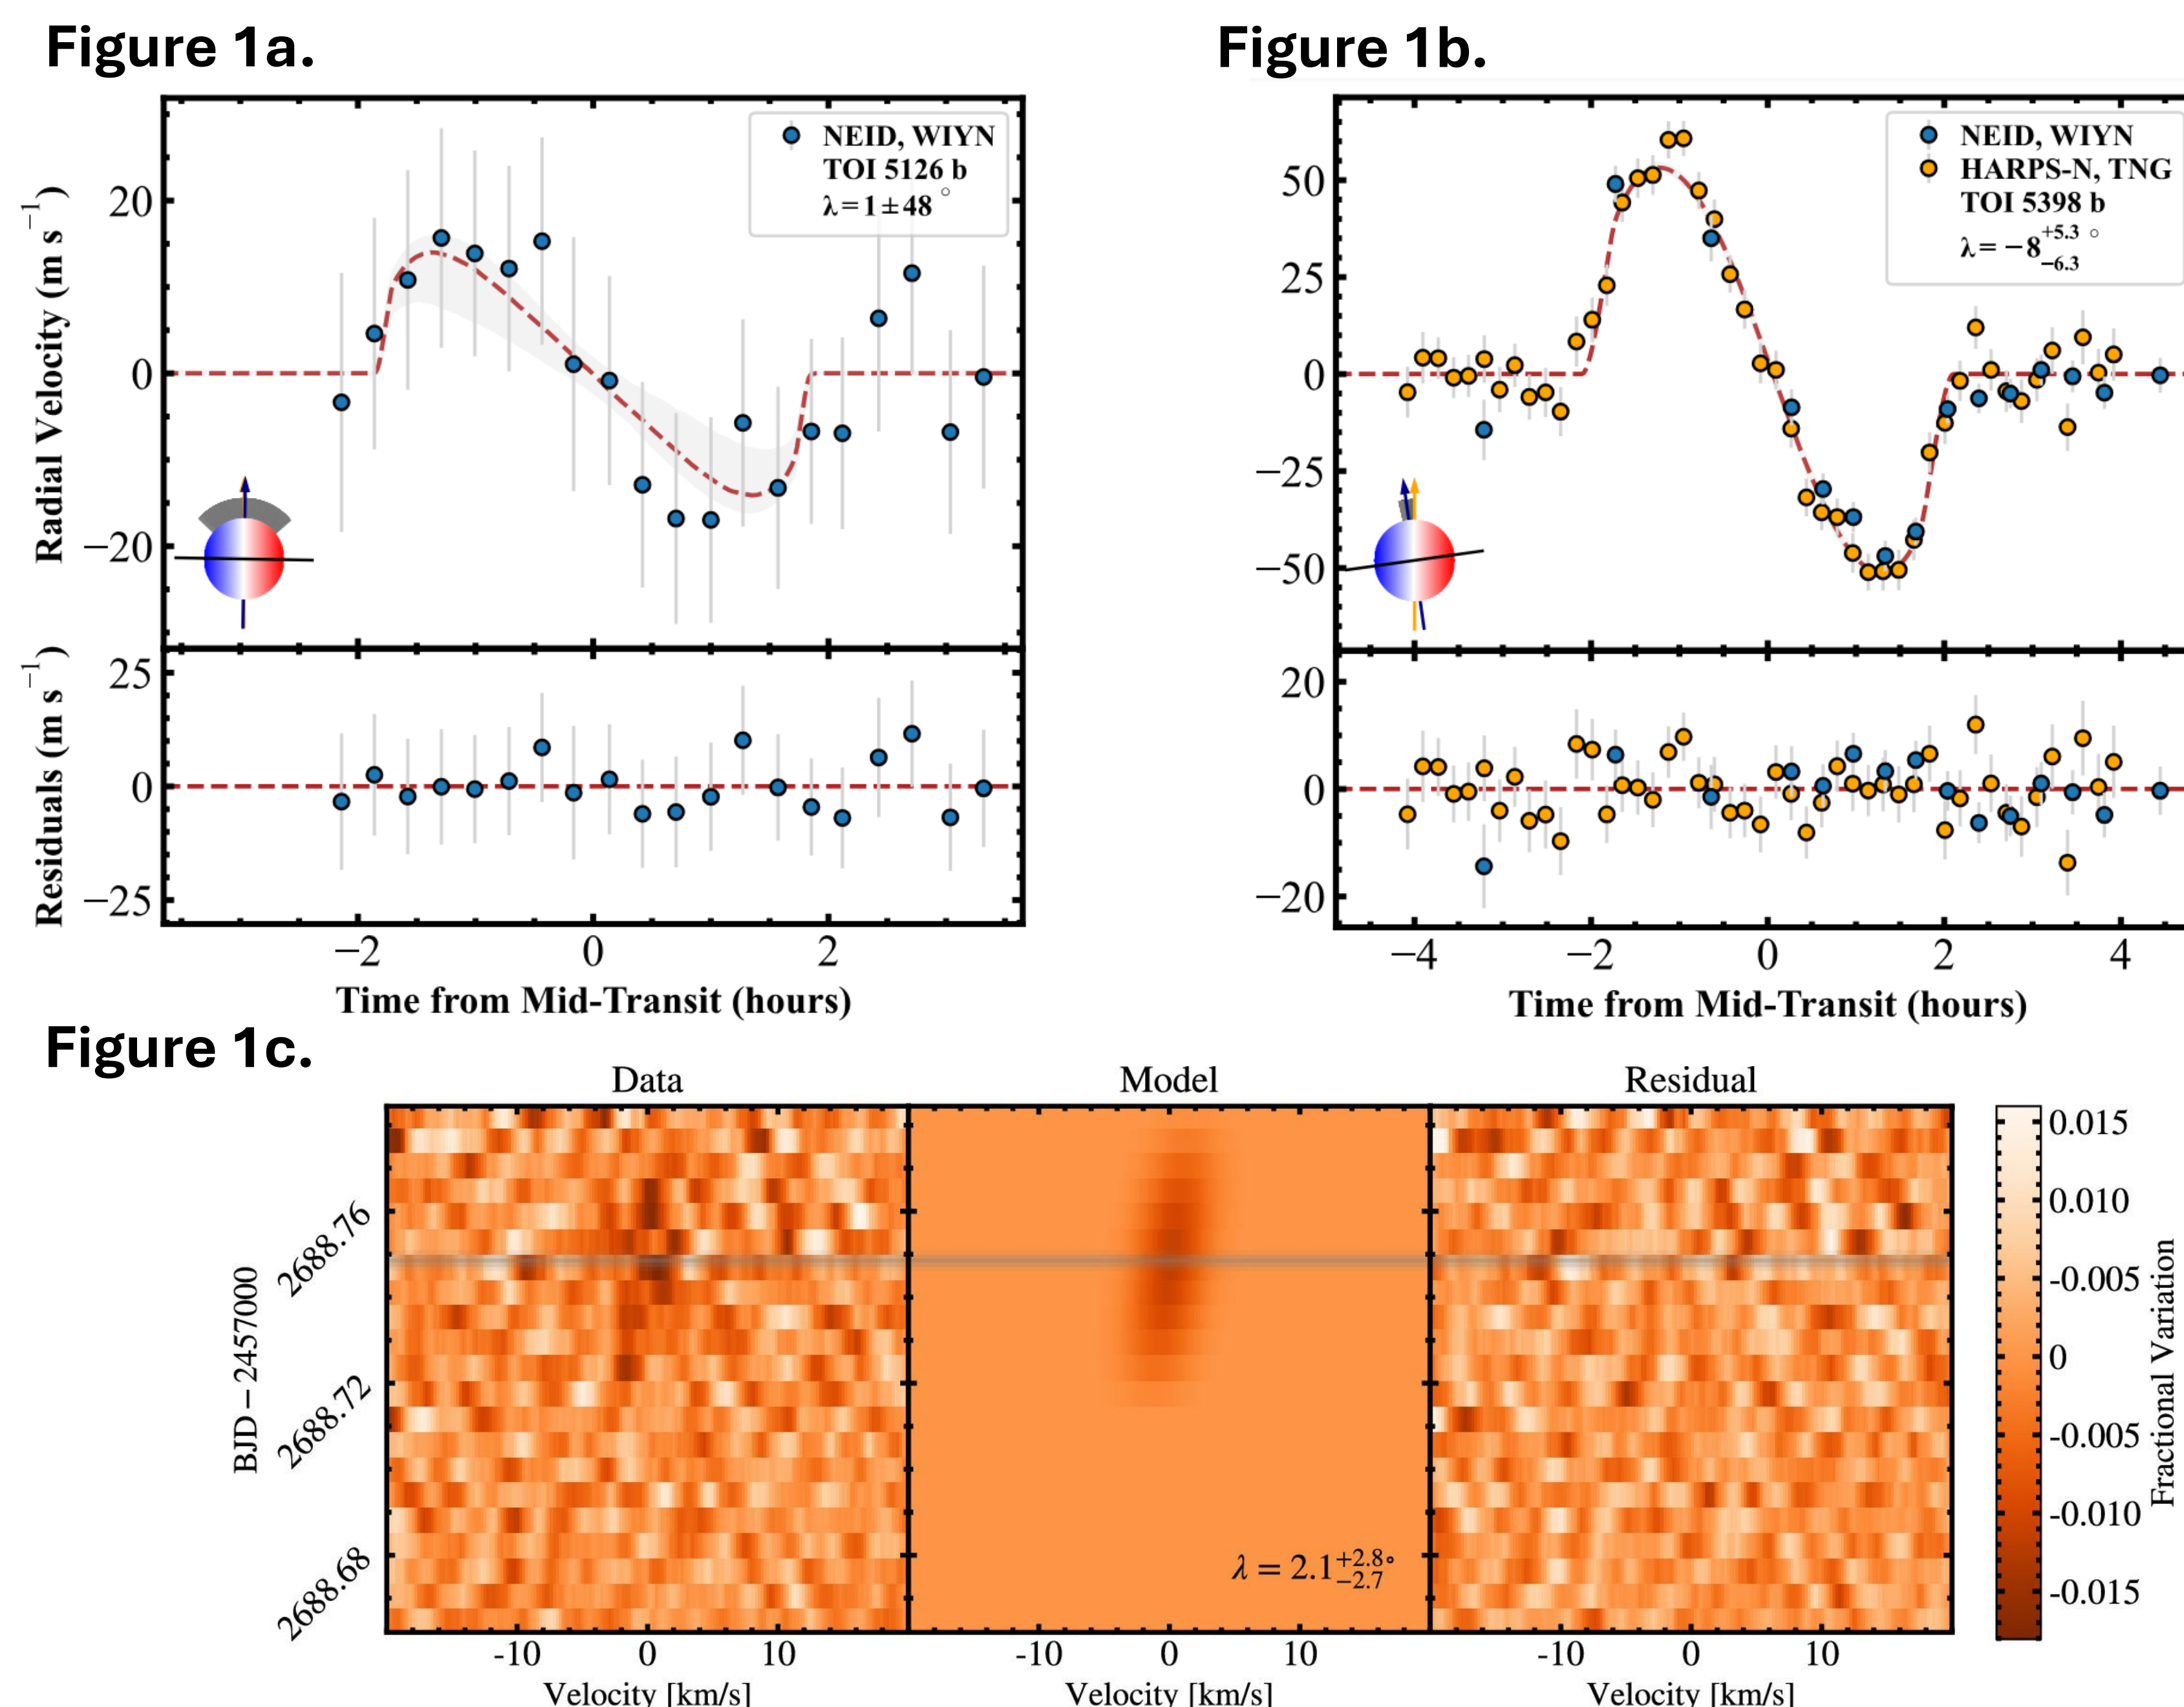 Figure 1a.
Figure 1b.
NEID, WIYN
TOI 5126 b
λ=1±48 °
20
0
−20
Radial Velocity (m s⁻¹)
25
0
−25
Residuals (m s⁻¹)
−2
0
2
Time from Mid-Transit (hours)
NEID, WIYN
HARPS-N, TNG
TOI 5398 b
λ=−8 +5.3 −6.3 °
50
25
0
−25
−50
20
0
−20
−4
−2
0
2
4
Time from Mid-Transit (hours)
Figure 1c.
Data
Model
Residual
BJD − 2457000
2688.76
2688.72
2688.68
λ = 2.1 +2.8 −2.7 °
-10
0
10
-10
0
10
-10
0
10
Velocity [km/s]
Velocity [km/s]
Velocity [km/s]
0.015
0.010
-0.005
0
-0.005
-0.010
-0.015
Fractional Variation